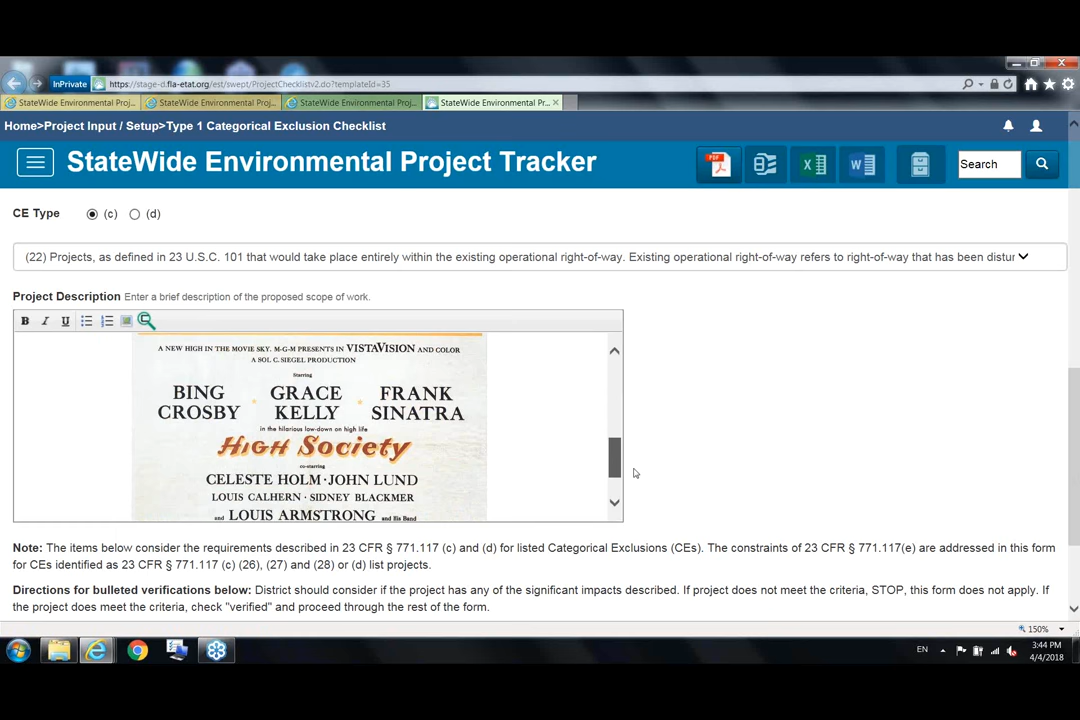 InPrivate
https://stage-d.fla-etat.org/est/swept/ProjectChecklistv2.do?templateId=35
StateWide Environmental Proj...
StateWide Environmental Proj...
StateWide Environmental Proj...
StateWide Environmental Pr...
Home>Project Input / Setup>Type 1 Categorical Exclusion Checklist
StateWide Environmental Project Tracker
PDF
Search
CE Type (c) (d)
(22) Projects, as defined in 23 U.S.C. 101 that would take place entirely within the existing operational right-of-way. Existing operational right-of-way refers to right-of-way that has been distur
Project Description Enter a brief description of the proposed scope of work.
B I U
A NEW HIGH IN THE MOVIE SKY. M-G-M PRESENTS IN VISTAVISION AND COLOR
A SOL C. SIEGEL PRODUCTION
Starring
BING GRACE FRANK
CROSBY KELLY SINATRA
in the hilarious low-down on high life
HIGH Society
co-starring
CELESTE HOLM · JOHN LUND
LOUIS CALHERN · SIDNEY BLACKMER
and LOUIS ARMSTRONG and His Band
Note: The items below consider the requirements described in 23 CFR § 771.117 (c) and (d) for listed Categorical Exclusions (CEs). The constraints of 23 CFR § 771.117(e) are addressed in this form
for CEs identified as 23 CFR § 771.117 (c) (26), (27) and (28) or (d) list projects.
Directions for bulleted verifications below: District should consider if the project has any of the significant impacts described. If project does not meet the criteria, STOP, this form does not apply. If
the project does meet the criteria, check "verified" and proceed through the rest of the form.
150%
EN
3:44 PM
4/4/2018